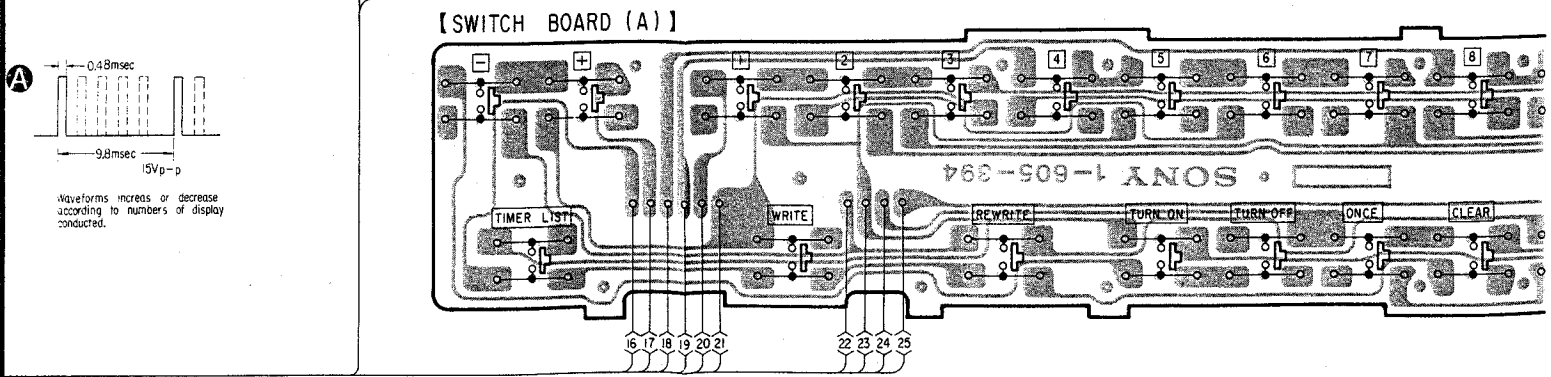 【SWITCH BOARD (A)】
A
0.48msec
9.8msec
15Vp-p
Waveforms increas or decrease
according to numbers of display
conducted.
- + 1 2 3 4 5 6 7 8
SONY 1-605-394
TIMER LIST WRITE REWRITE TURN ON TURN OFF ONCE CLEAR
16 17 18 19 20 21 22 23 24 25